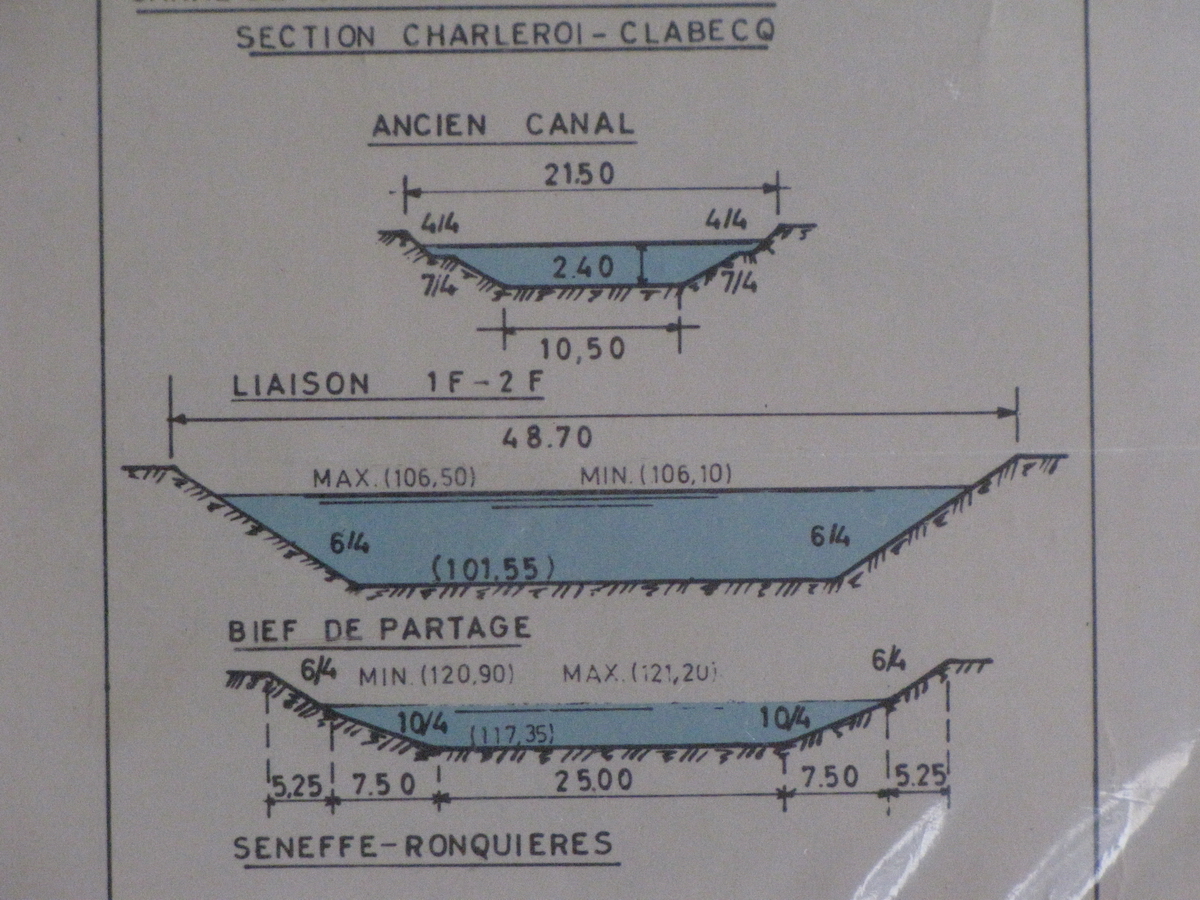 SECTION CHARLEROI-CLABECQ
ANCIEN CANAL
21.50
4/4 4/4
2.40
7/4 7/4
10,50
LIAISON 1F-2F
48.70
MAX.(106,50) MIN.(106,10)
6/4 6/4
(101,55)
BIEF DE PARTAGE
6/4 MIN.(120,90) MAX.(121,20) 6/4
10/4 (117,35) 10/4
5.25 7.50 25.00 7.50 5.25
SENEFFE-RONQUIERES